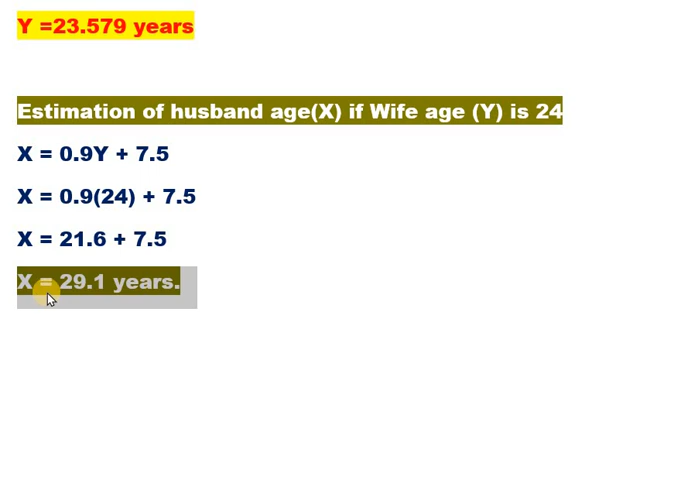 Y =23.579 years
Estimation of husband age(X) if Wife age (Y) is 24
X = 0.9Y + 7.5
X = 0.9(24) + 7.5
X = 21.6 + 7.5
X = 29.1 years.